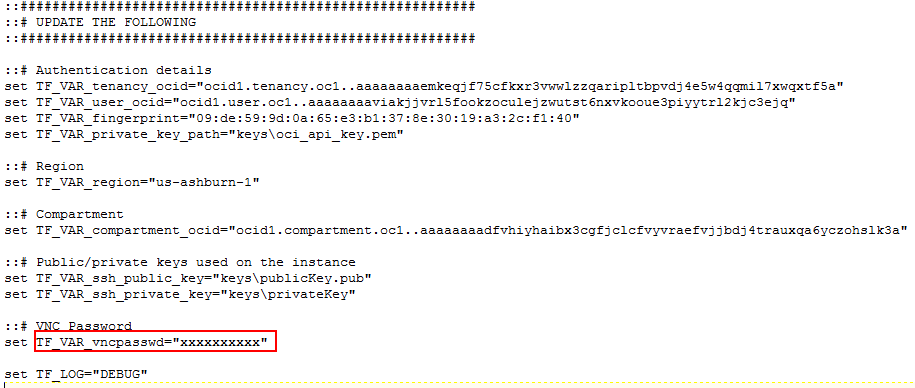 ::#########################################################
::# UPDATE THE FOLLOWING
::#########################################################
::# Authentication details
set TF_VAR_tenancy_ocid="ocid1.tenancy.oc1..aaaaaaaaemkeqjf75cfkxr3vwwlzzqaripltbpvdj4e5w4qqmil7xwqxtf5a"
set TF_VAR_user_ocid="ocid1.user.oc1..aaaaaaaaviakjjvrl5fookzoculejzwutst6nxvkooue3piyytrl2kjc3ejq"
set TF_VAR_fingerprint="09:de:59:9d:0a:65:e3:b1:37:8e:30:19:a3:2c:f1:40"
set TF_VAR_private_key_path="keys\oci_api_key.pem"
::# Region
set TF_VAR_region="us-ashburn-1"
::# Compartment
set TF_VAR_compartment_ocid="ocid1.compartment.oc1..aaaaaaaadfvhiyhaibx3cgfjclcfvyvraefvjjbdj4trauxqa6yczohslk3a"
::# Public/private keys used on the instance
set TF_VAR_ssh_public_key="keys\publicKey.pub"
set TF_VAR_ssh_private_key="keys\privateKey"
::# VNC Password
set TF_VAR_vncpasswd="xxxxxxxxxx"
set TF_LOG="DEBUG"